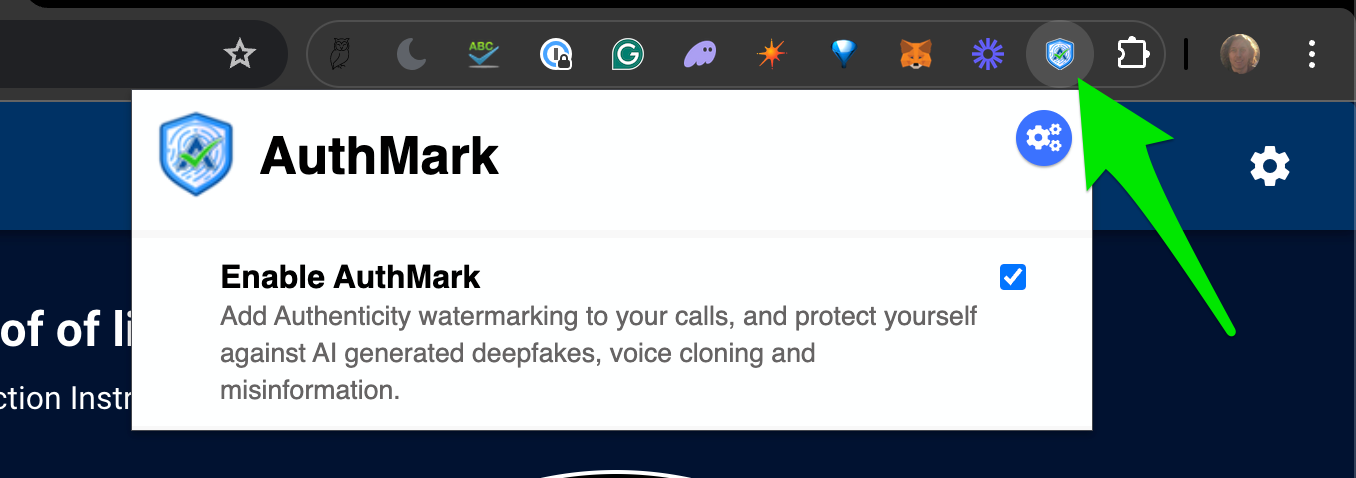 ABC
AuthMark
Enable AuthMark
Add Authenticity watermarking to your calls, and protect yourself
against AI generated deepfakes, voice cloning and
misinformation.
of of li
ction Instr